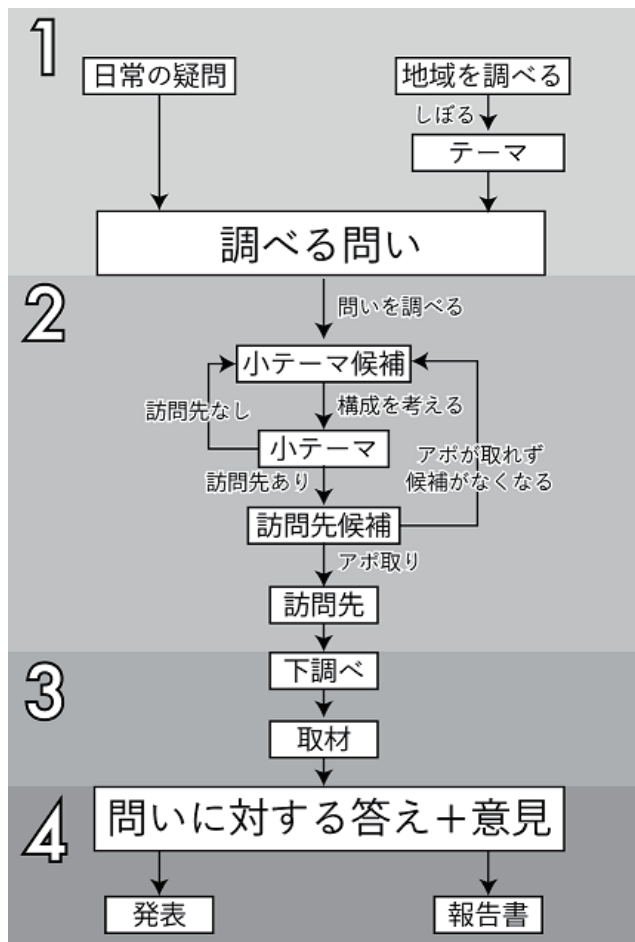 1
日常の疑問
地域を調べる
しぼる
テーマ
調べる問い
2
問いを調べる
小テーマ候補
訪問先なし
構成を考える
小テーマ
アポが取れず
候補がなくなる
訪問先あり
訪問先候補
アポ取り
訪問先
3
下調べ
取材
4
問いに対する答え＋意見
発表
報告書